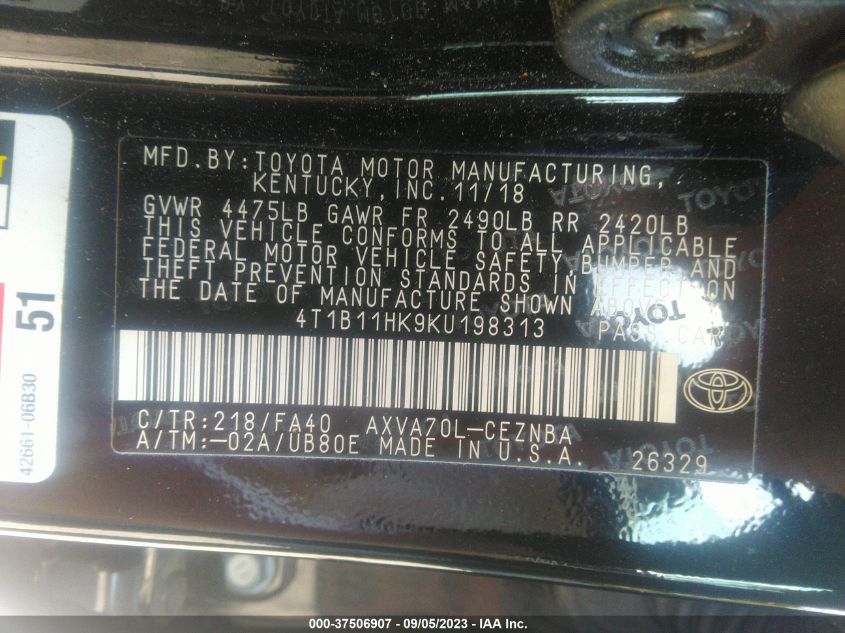 MFD.BY:TOYOTA MOTOR MANUFACTURING,
KENTUCKY, INC. 11/18
GVWR 4475LB GAWR FR 2490LB RR 2420LB
THIS VEHICLE CONFORMS TO ALL APPLICABLE
FEDERAL MOTOR VEHICLE SAFETY, BUMPER AND
THEFT PREVENTION STANDARDS IN EFFECT ON
THE DATE OF MANUFACTURE SHOWN ABOVE.
4T1B11HK9KU198313 PASS.CAR
C/TR:218/FA40 AXVA70L-CEZNBA
A/TM:-02A/UB80E MADE IN U.S.A. 26329
51
42661-06B30
TOYOTA
000-37506907 - 09/05/2023 - IAA Inc.